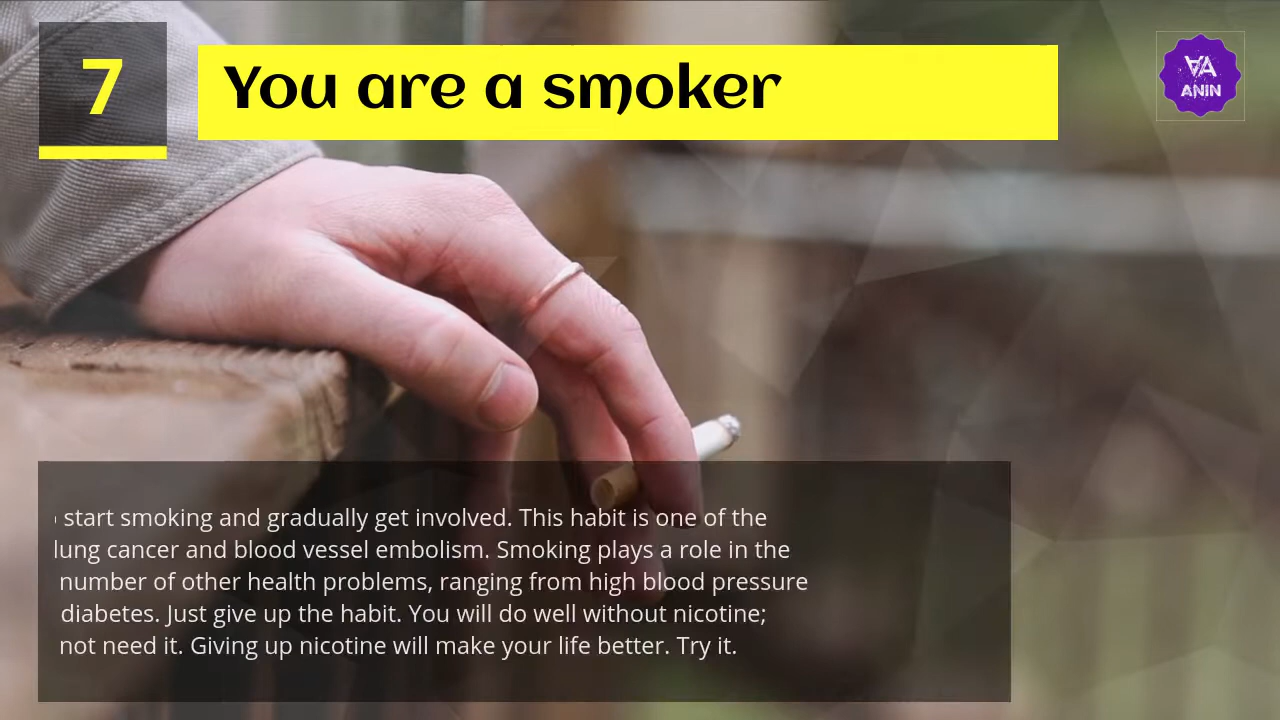 7
You are a smoker
VA
ANIN
start smoking and gradually get involved. This habit is one of the
lung cancer and blood vessel embolism. Smoking plays a role in the
number of other health problems, ranging from high blood pressure
diabetes. Just give up the habit. You will do well without nicotine;
not need it. Giving up nicotine will make your life better. Try it.